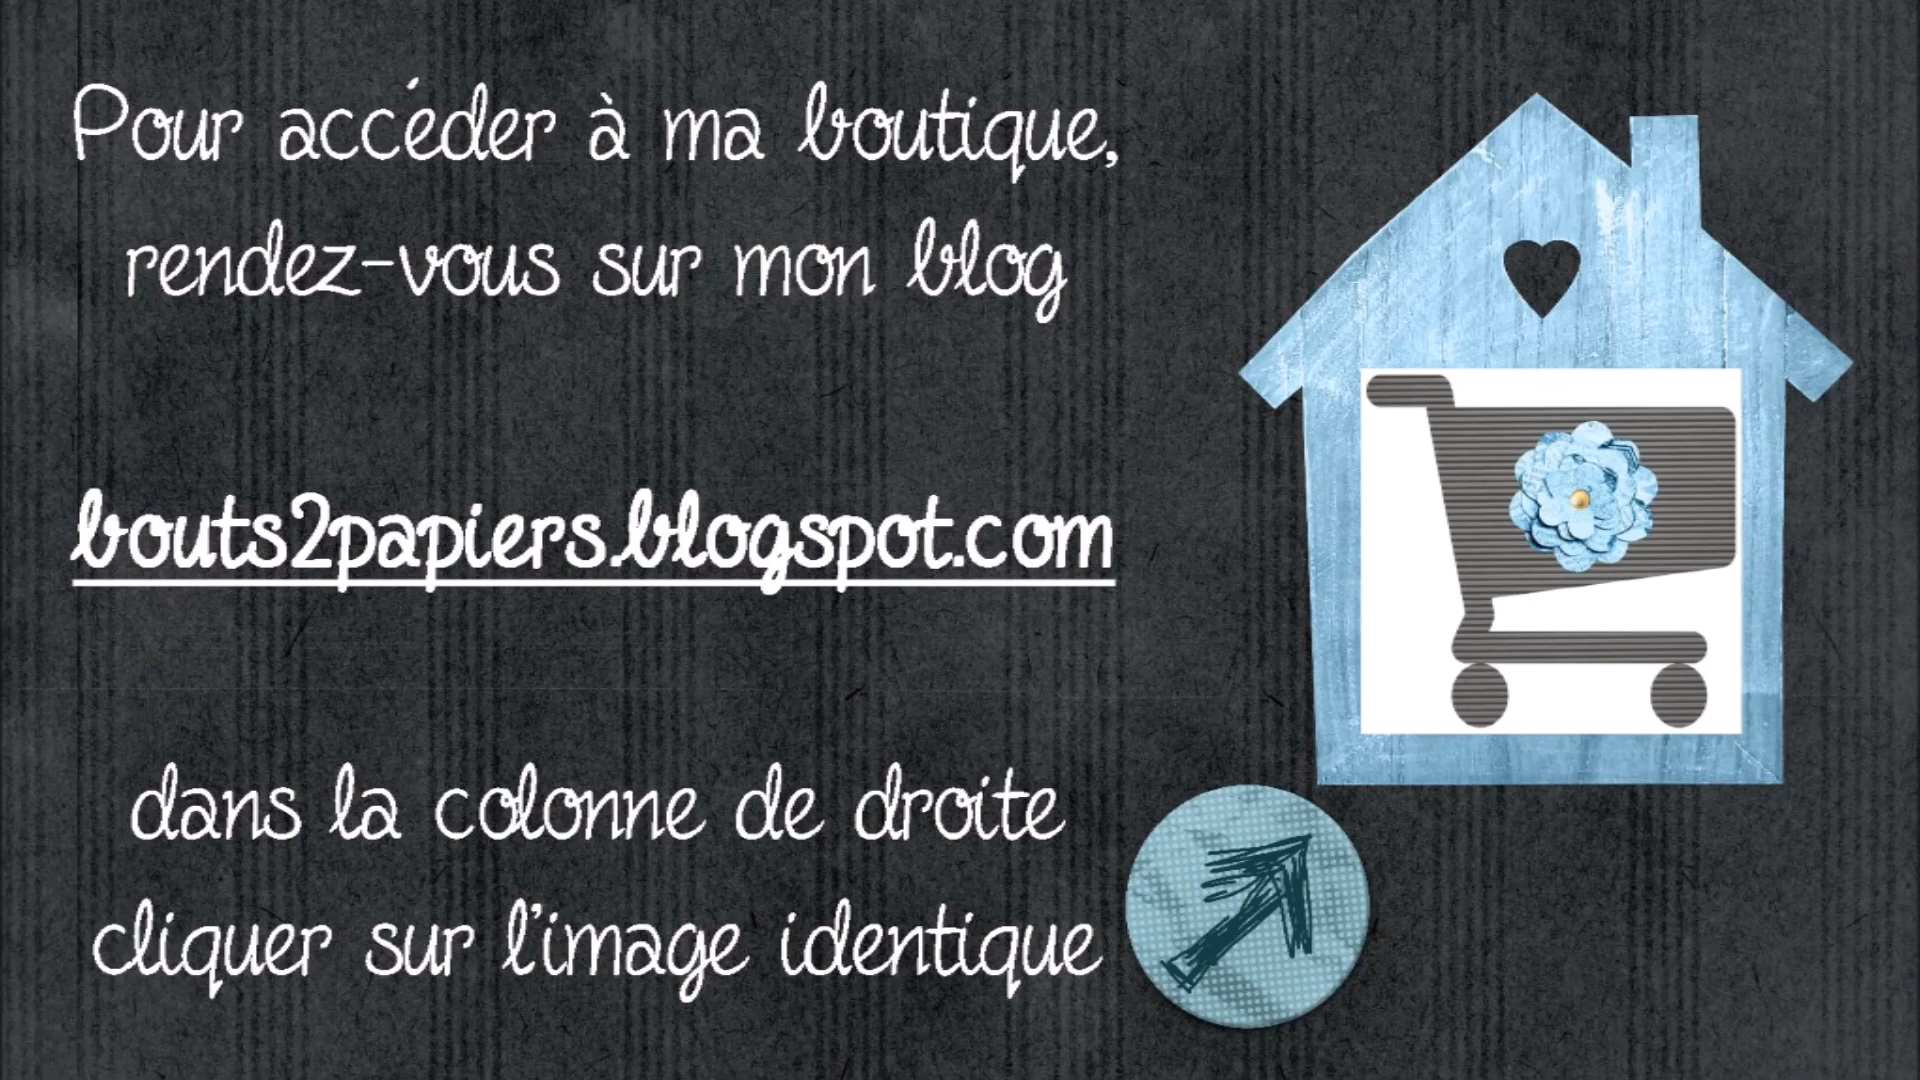 Pour accéder à ma boutique,
rendez-vous sur mon blog
bouts2papiers.blogspot.com
dans la colonne de droite
cliquer sur l'image identique